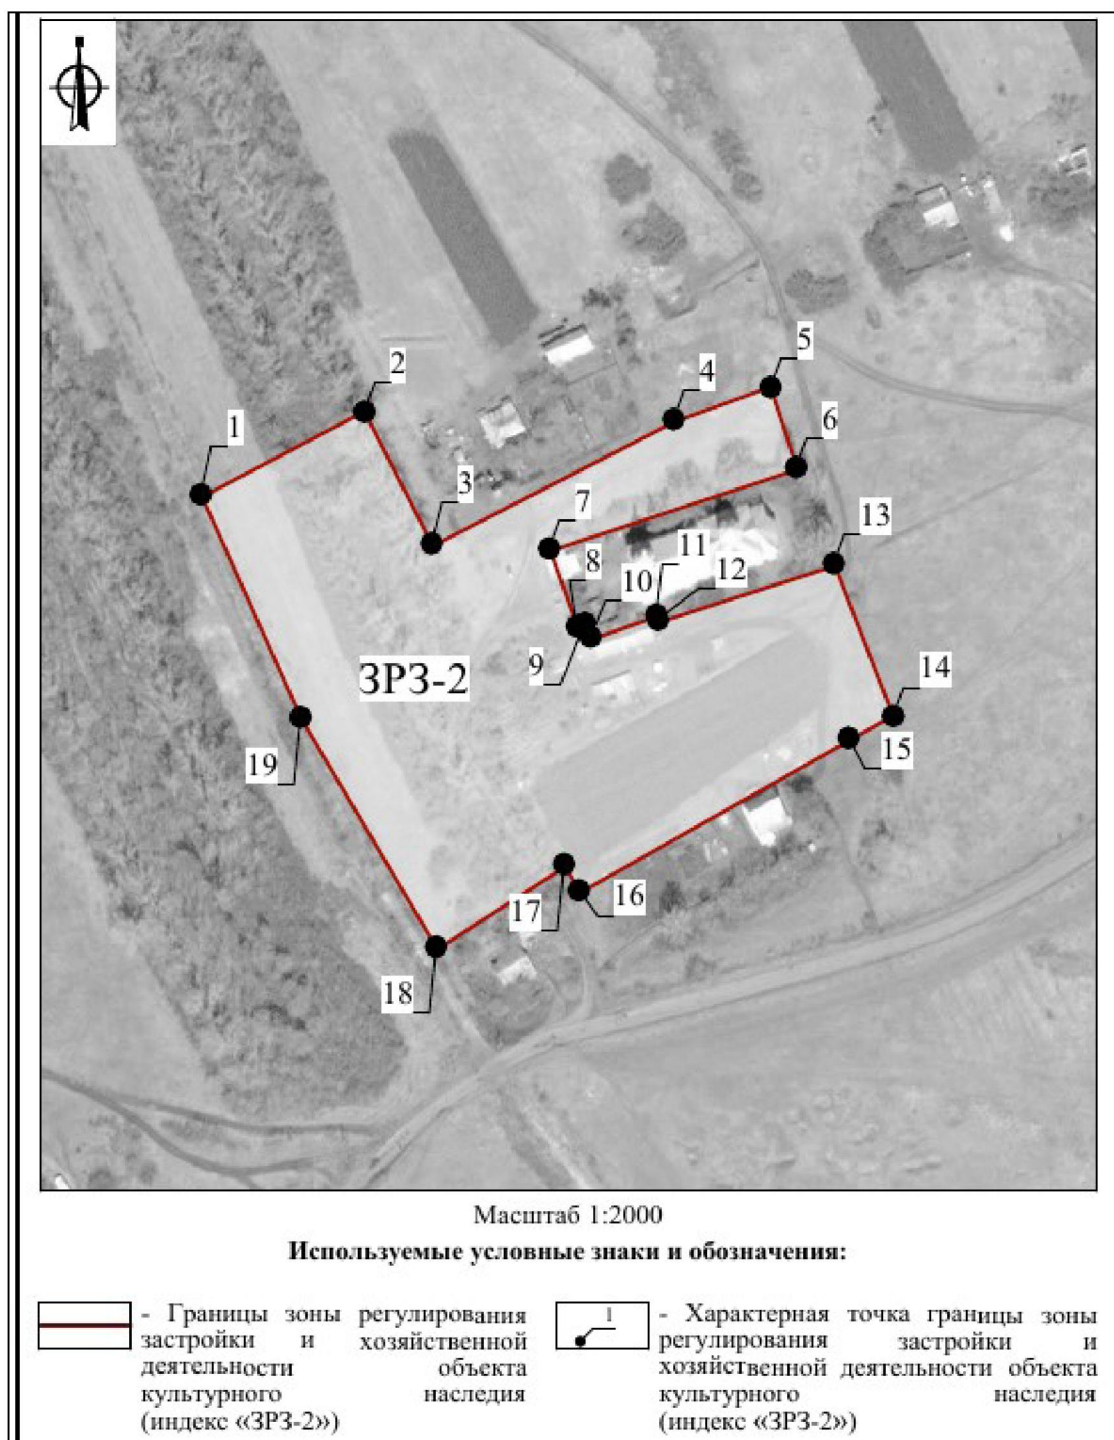 2
5
4
1
6
3
7
13
8
11
10
12
9
ЗРЗ-2
14
19
15
17
16
18
Масштаб 1:2000
Используемые условные знаки и обозначения:
- Границы зоны регулирования
застройки и хозяйственной
деятельности объекта
культурного наследия
(индекс «ЗРЗ-2»)
1
- Характерная точка границы зоны
регулирования застройки и
хозяйственной деятельности объекта
культурного наследия
(индекс «ЗРЗ-2»)